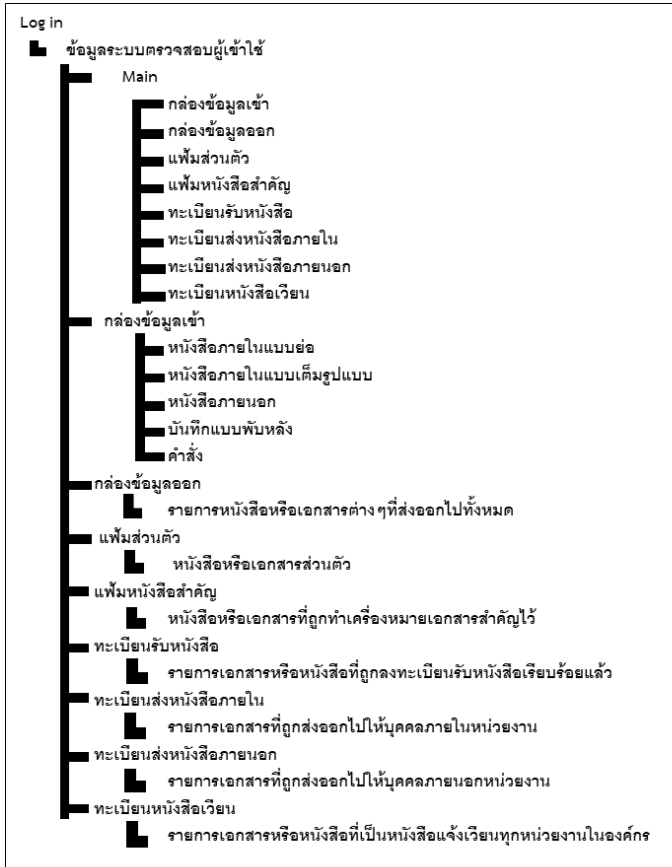 Log in
ข้อมูลระบบตรวจสอบผู้เข้าใช้
Main
กล่องข้อมูลเข้า
กล่องข้อมูลออก
แฟ้มส่วนตัว
แฟ้มหนังสือสำคัญ
ทะเบียนรับหนังสือ
ทะเบียนส่งหนังสือภายใน
ทะเบียนส่งหนังสือภายนอก
ทะเบียนหนังสือเวียน
กล่องข้อมูลเข้า
หนังสือภายในแบบย่อ
หนังสือภายในแบบเต็มรูปแบบ
หนังสือภายนอก
บันทึกแบบพับหลัง
คำสั่ง
กล่องข้อมูลออก
รายการหนังสือหรือเอกสารต่างๆที่ส่งออกไปทั้งหมด
แฟ้มส่วนตัว
หนังสือหรือเอกสารส่วนตัว
แฟ้มหนังสือสำคัญ
หนังสือหรือเอกสารที่ถูกทำเครื่องหมายเอกสารสำคัญไว้
ทะเบียนรับหนังสือ
รายการเอกสารหรือหนังสือที่ถูกลงทะเบียนรับหนังสือเรียบร้อยแล้ว
ทะเบียนส่งหนังสือภายใน
รายการเอกสารที่ถูกส่งออกไปให้บุคคลภายในหน่วยงาน
ทะเบียนส่งหนังสือภายนอก
รายการเอกสารที่ถูกส่งออกไปให้บุคคลภายนอกหน่วยงาน
ทะเบียนหนังสือเวียน
รายการเอกสารหรือหนังสือที่เป็นหนังสือแจ้งเวียนทุกหน่วยงานในองค์กร